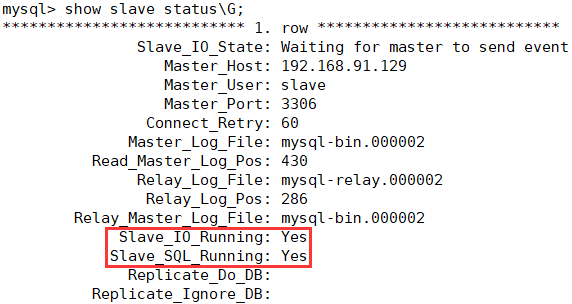 mysql> show slave status\G;
*************************** 1. row ***************************
Slave_IO_State: Waiting for master to send event
Master_Host: 192.168.91.129
Master_User: slave
Master_Port: 3306
Connect_Retry: 60
Master_Log_File: mysql-bin.000002
Read_Master_Log_Pos: 430
Relay_Log_File: mysql-relay.000002
Relay_Log_Pos: 286
Relay_Master_Log_File: mysql-bin.000002
Slave_IO_Running: Yes
Slave_SQL_Running: Yes
Replicate_Do_DB:
Replicate_Ignore_DB: